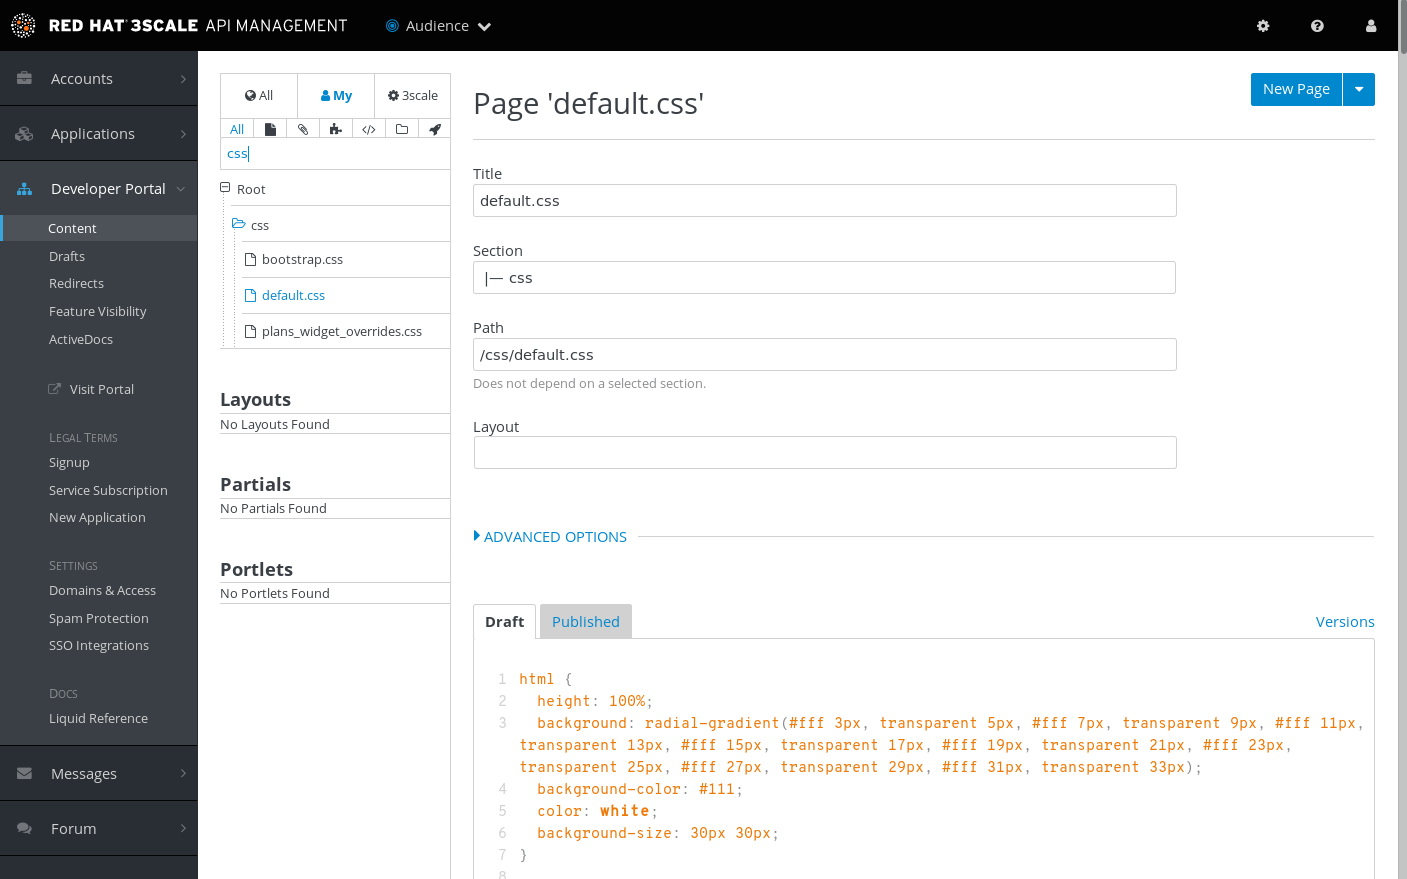 RED HAT 3SCALE API MANAGEMENT
Audience
Accounts
Applications
Developer Portal
Content
Drafts
Redirects
Feature Visibility
ActiveDocs
Visit Portal
Legal Terms
Signup
Service Subscription
New Application
Settings
Domains & Access
Spam Protection
SSO Integrations
Docs
Liquid Reference
Messages
Forum
All My 3scale
All
css
Root
css
bootstrap.css
default.css
plans_widget_overrides.css
Layouts
No Layouts Found
Partials
No Partials Found
Portlets
No Portlets Found
Page 'default.css'
New Page
Title
default.css
Section
|— css
Path
/css/default.css
Does not depend on a selected section.
Layout
ADVANCED OPTIONS
Draft Published Versions
1 html {
2 height: 100%;
3 background: radial-gradient(#fff 3px, transparent 5px, #fff 7px, transparent 9px, #fff 11px,
transparent 13px, #fff 15px, transparent 17px, #fff 19px, transparent 21px, #fff 23px,
transparent 25px, #fff 27px, transparent 29px, #fff 31px, transparent 33px);
4 background-color: #111;
5 color: white;
6 background-size: 30px 30px;
7 }
8